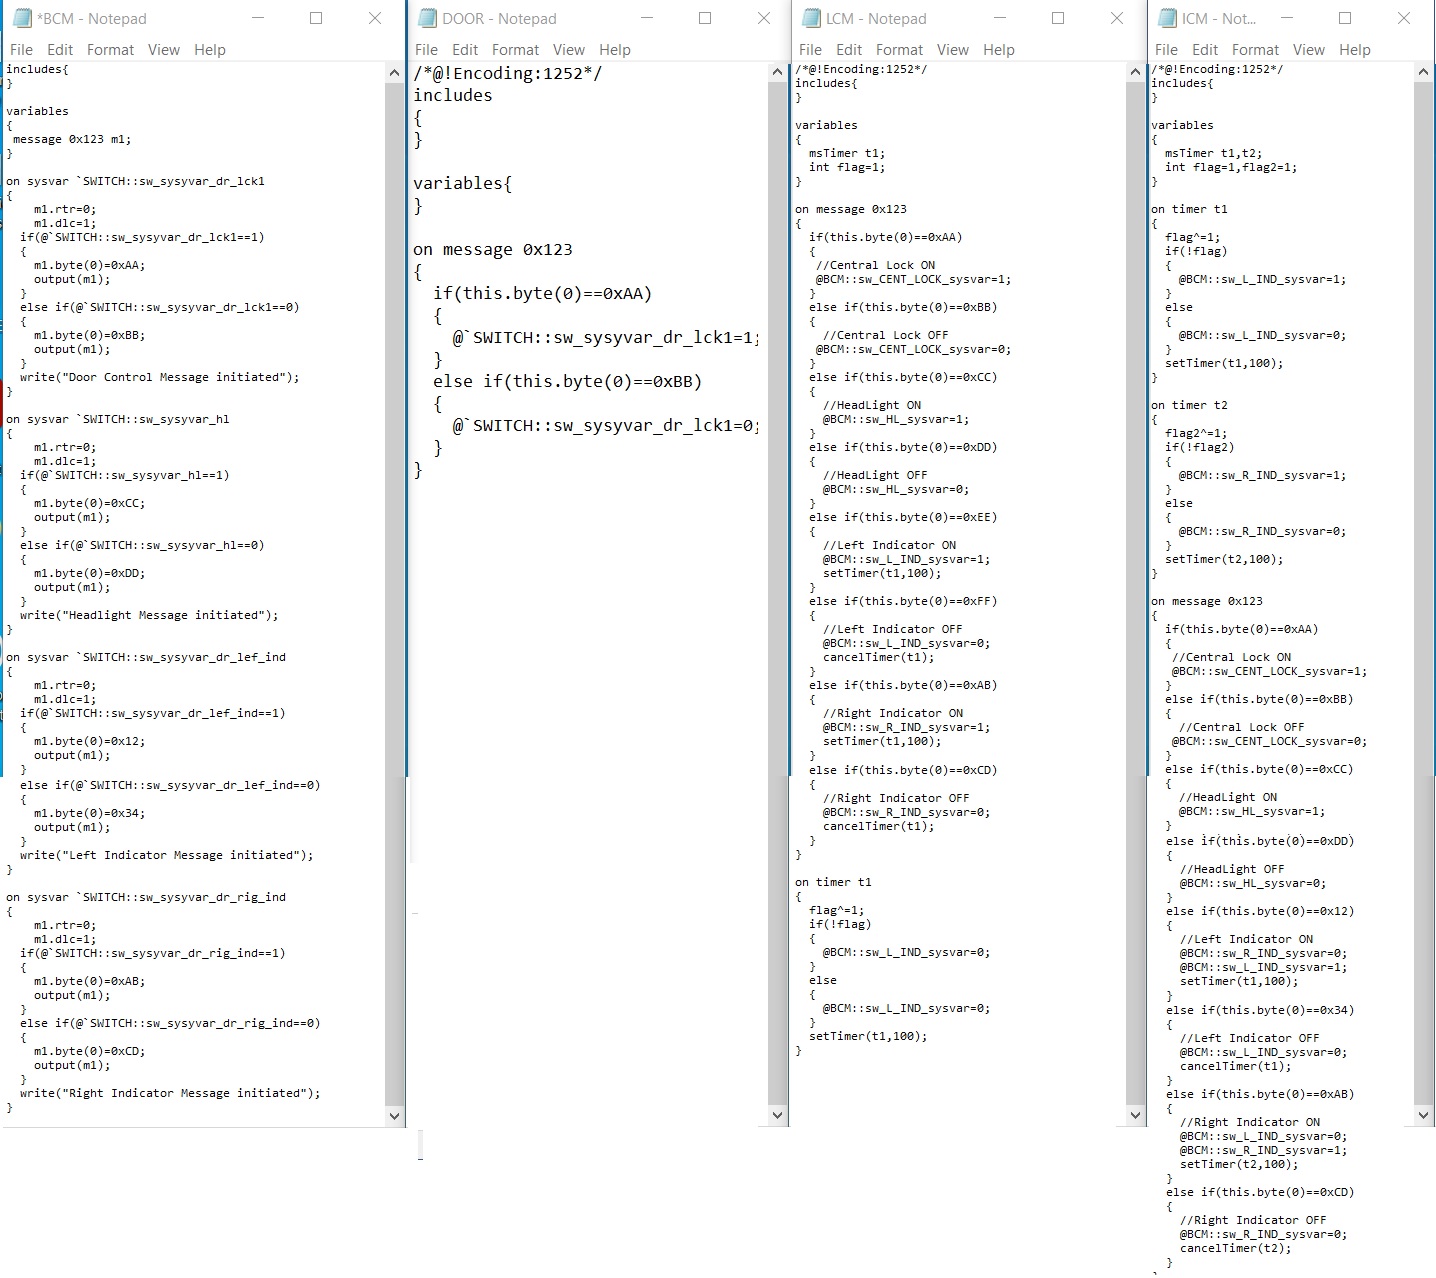 *BCM - Notepad
File Edit Format View Help
includes{
}

variables
{
 message 0x123 m1;
}

on sysvar `SWITCH::sw_sysyvar_dr_lck1
{
    m1.rtr=0;
    m1.dlc=1;
  if(@`SWITCH::sw_sysyvar_dr_lck1==1)
  {
    m1.byte(0)=0xAA;
    output(m1);
  }
  else if(@`SWITCH::sw_sysyvar_dr_lck1==0)
  {
    m1.byte(0)=0xBB;
    output(m1);
  }
  write("Door Control Message initiated");
}

on sysvar `SWITCH::sw_sysyvar_hl
{
    m1.rtr=0;
    m1.dlc=1;
  if(@`SWITCH::sw_sysyvar_hl==1)
  {
    m1.byte(0)=0xCC;
    output(m1);
  }
  else if(@`SWITCH::sw_sysyvar_hl==0)
  {
    m1.byte(0)=0xDD;
    output(m1);
  }
  write("Headlight Message initiated");
}

on sysvar `SWITCH::sw_sysyvar_dr_lef_ind
{
    m1.rtr=0;
    m1.dlc=1;
  if(@`SWITCH::sw_sysyvar_dr_lef_ind==1)
  {
    m1.byte(0)=0x12;
    output(m1);
  }
  else if(@`SWITCH::sw_sysyvar_dr_lef_ind==0)
  {
    m1.byte(0)=0x34;
    output(m1);
  }
  write("Left Indicator Message initiated");
}

on sysvar `SWITCH::sw_sysyvar_dr_rig_ind
{
    m1.rtr=0;
    m1.dlc=1;
  if(@`SWITCH::sw_sysyvar_dr_rig_ind==1)
  {
    m1.byte(0)=0xAB;
    output(m1);
  }
  else if(@`SWITCH::sw_sysyvar_dr_rig_ind==0)
  {
    m1.byte(0)=0xCD;
    output(m1);
  }
  write("Right Indicator Message initiated");
}
DOOR - Notepad
File Edit Format View Help
/*@!Encoding:1252*/
includes
{
}

variables{
}

on message 0x123
{
  if(this.byte(0)==0xAA)
  {
    @`SWITCH::sw_sysyvar_dr_lck1=1;
  }
  else if(this.byte(0)==0xBB)
  {
    @`SWITCH::sw_sysyvar_dr_lck1=0;
  }
}
LCM - Notepad
File Edit Format View Help
/*@!Encoding:1252*/
includes{
}

variables
{
  msTimer t1;
  int flag=1;
}

on message 0x123
{
  if(this.byte(0)==0xAA)
  {
   //Central Lock ON
   @BCM::sw_CENT_LOCK_sysvar=1;
  }
  else if(this.byte(0)==0xBB)
  {
    //Central Lock OFF
   @BCM::sw_CENT_LOCK_sysvar=0;
  }
  else if(this.byte(0)==0xCC)
  {
    //HeadLight ON
    @BCM::sw_HL_sysvar=1;
  }
  else if(this.byte(0)==0xDD)
  {
    //HeadLight OFF
    @BCM::sw_HL_sysvar=0;
  }
  else if(this.byte(0)==0xEE)
  {
    //Left Indicator ON
    @BCM::sw_L_IND_sysvar=1;
    setTimer(t1,100);
  }
  else if(this.byte(0)==0xFF)
  {
    //Left Indicator OFF
    @BCM::sw_L_IND_sysvar=0;
    cancelTimer(t1);
  }
  else if(this.byte(0)==0xAB)
  {
    //Right Indicator ON
    @BCM::sw_R_IND_sysvar=1;
    setTimer(t1,100);
  }
  else if(this.byte(0)==0xCD)
  {
    //Right Indicator OFF
    @BCM::sw_R_IND_sysvar=0;
    cancelTimer(t1);
  }
}

on timer t1
{
  flag^=1;
  if(!flag)
  {
    @BCM::sw_L_IND_sysvar=0;
  }
  else
  {
    @BCM::sw_L_IND_sysvar=0;
  }
  setTimer(t1,100);
}
ICM - Not...
File Edit Format View Help
/*@!Encoding:1252*/
includes{
}

variables
{
  msTimer t1,t2;
  int flag=1,flag2=1;
}

on timer t1
{
  flag^=1;
  if(!flag)
  {
    @BCM::sw_L_IND_sysvar=1;
  }
  else
  {
    @BCM::sw_L_IND_sysvar=0;
  }
  setTimer(t1,100);
}

on timer t2
{
  flag2^=1;
  if(!flag2)
  {
    @BCM::sw_R_IND_sysvar=1;
  }
  else
  {
    @BCM::sw_R_IND_sysvar=0;
  }
  setTimer(t2,100);
}

on message 0x123
{
  if(this.byte(0)==0xAA)
  {
   //Central Lock ON
   @BCM::sw_CENT_LOCK_sysvar=1;
  }
  else if(this.byte(0)==0xBB)
  {
   //Central Lock OFF
   @BCM::sw_CENT_LOCK_sysvar=0;
  }
  else if(this.byte(0)==0xCC)
  {
    //HeadLight ON
    @BCM::sw_HL_sysvar=1;
  }
  else if(this.byte(0)==0xDD)
  {
    //HeadLight OFF
    @BCM::sw_HL_sysvar=0;
  }
  else if(this.byte(0)==0x12)
  {
    //Left Indicator ON
    @BCM::sw_R_IND_sysvar=0;
    @BCM::sw_L_IND_sysvar=1;
    setTimer(t1,100);
  }
  else if(this.byte(0)==0x34)
  {
    //Left Indicator OFF
    @BCM::sw_L_IND_sysvar=0;
    cancelTimer(t1);
  }
  else if(this.byte(0)==0xAB)
  {
    //Right Indicator ON
    @BCM::sw_L_IND_sysvar=0;
    @BCM::sw_R_IND_sysvar=1;
    setTimer(t2,100);
  }
  else if(this.byte(0)==0xCD)
  {
    //Right Indicator OFF
    @BCM::sw_R_IND_sysvar=0;
    cancelTimer(t2);
  }